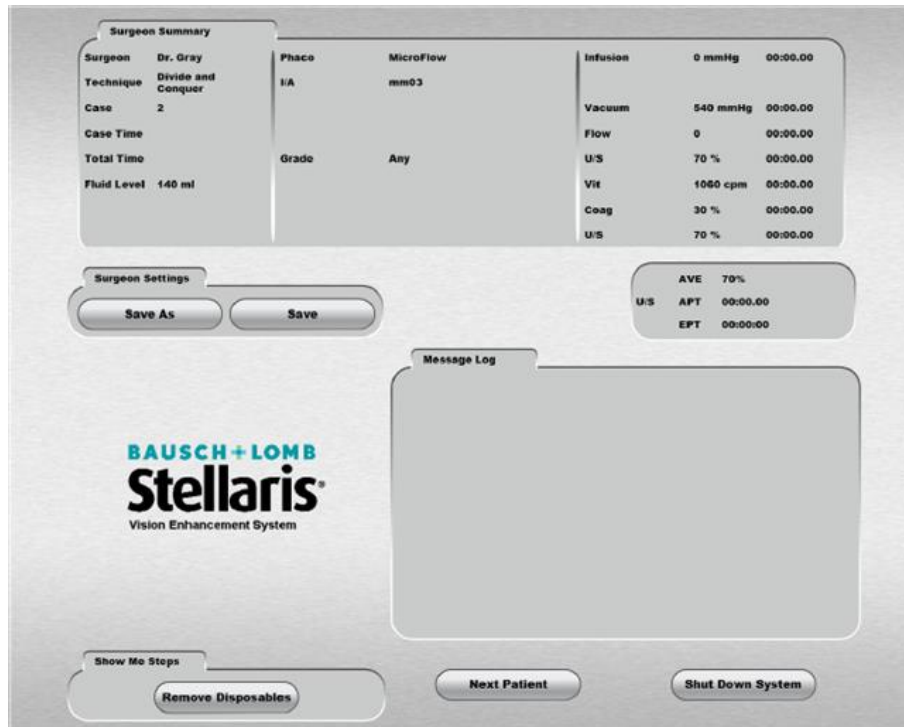 Surgeon Summary
Surgeon Dr. Gray Phaco MicroFlow Infusion 0 mmHg 00:00.00
Technique Divide and Conquer I/A mm03
Case 2 Vacuum 540 mmHg 00:00.00
Case Time Flow 0 00:00.00
Total Time Grade Any U/S 70 % 00:00.00
Fluid Level 140 ml Vit 1060 cpm 00:00.00
Coag 30 % 00:00.00
U/S 70 % 00:00.00
Surgeon Settings
Save As Save
AVE 70%
U/S APT 00:00.00
EPT 00:00:00
Message Log
BAUSCH+LOMB
Stellaris®
Vision Enhancement System
Show Me Steps
Remove Disposables
Next Patient
Shut Down System